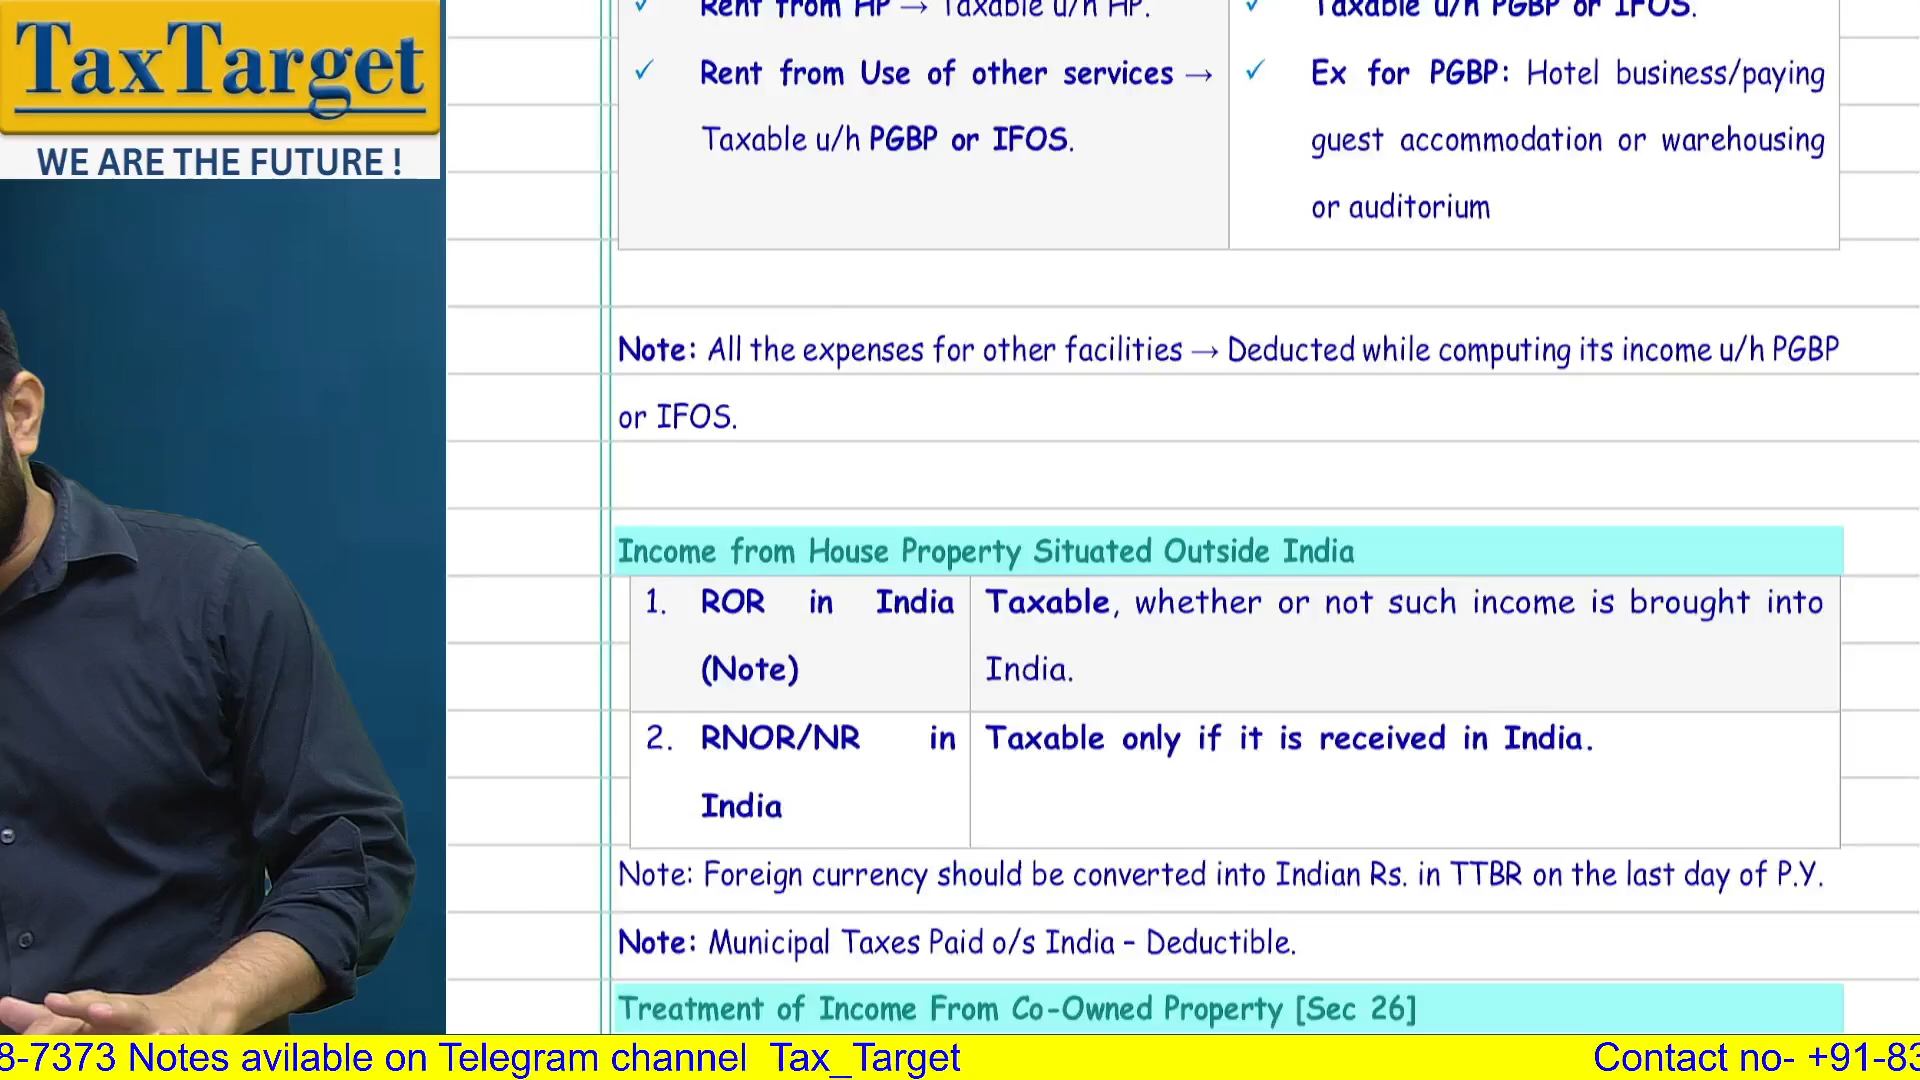 TaxTarget
WE ARE THE FUTURE !
✓ Rent from HP → Taxable u/h HP.
✓ Rent from Use of other services →
Taxable u/h PGBP or IFOS.
✓ Taxable u/h PGBP or IFOS.
✓ Ex for PGBP: Hotel business/paying
guest accommodation or warehousing
or auditorium
Note: All the expenses for other facilities → Deducted while computing its income u/h PGBP
or IFOS.
Income from House Property Situated Outside India
1. ROR in India
(Note)
Taxable, whether or not such income is brought into
India.
2. RNOR/NR in
India
Taxable only if it is received in India.
Note: Foreign currency should be converted into Indian Rs. in TTBR on the last day of P.Y.
Note: Municipal Taxes Paid o/s India – Deductible.
Treatment of Income From Co-Owned Property [Sec 26]
8-7373 Notes avilable on Telegram channel Tax_Target
Contact no- +91-83